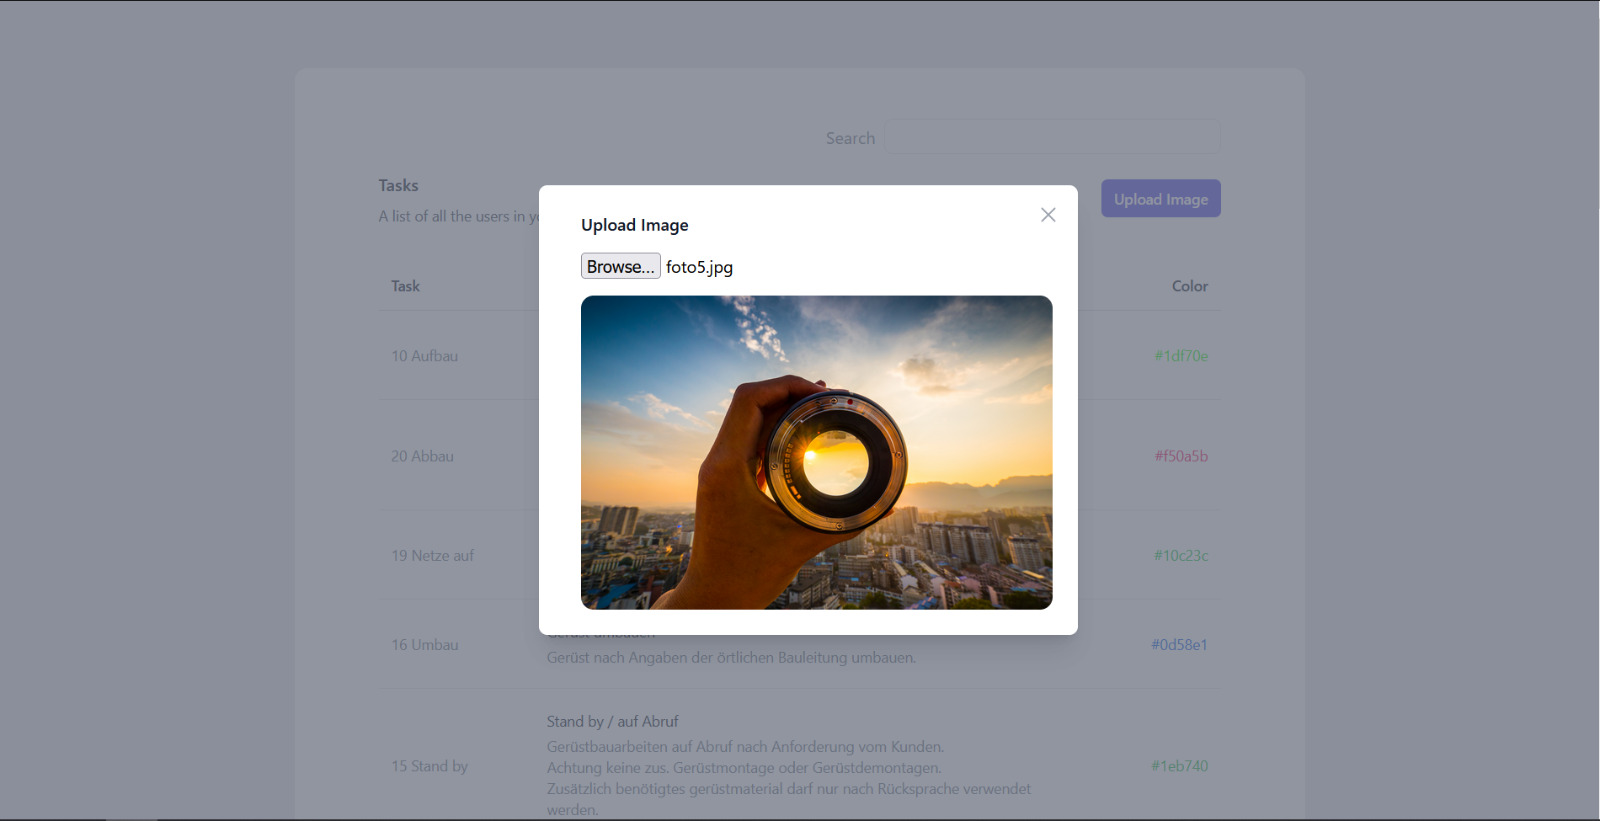 Search
Tasks
Upload Image
A list of all the users in
Upload Image
Browse... foto5.jpg
Task Color
10 Aufbau #1df70e
20 Abbau #f50a5b
19 Netze auf #10c23c
16 Umbau #0d58e1
Gerüst umbauen
Gerüst nach Angaben der örtlichen Bauleitung umbauen.
Stand by / auf Abruf
Gerüstbauarbeiten auf Abruf nach Anforderung vom Kunden.
15 Stand by #1eb740
Achtung keine zus. Gerüstmontage oder Gerüstdemontagen.
Zusätzlich benötigtes gerüstmaterial darf nur nach Rücksprache verwendet
werden.